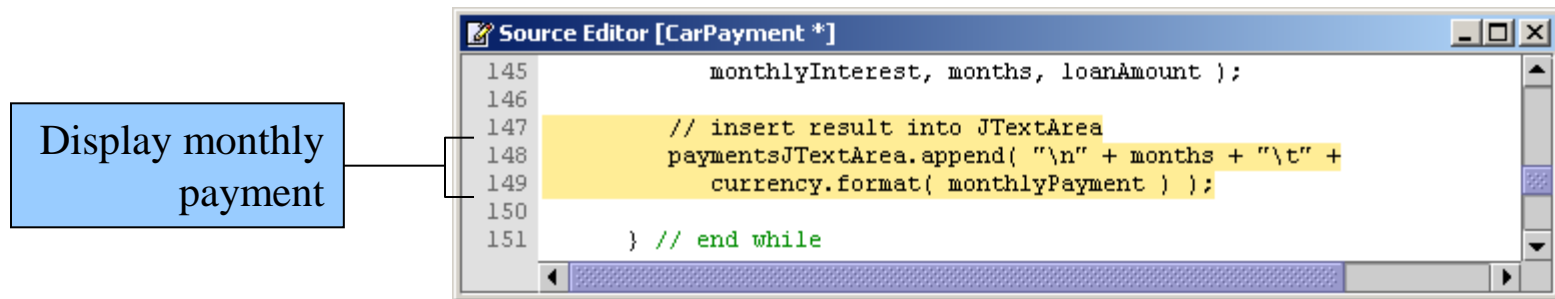 Display monthly
payment
Source Editor [CarPayment *]
145 monthlyInterest, months, loanAmount );
146
147 // insert result into JTextArea
148 paymentsJTextArea.append( "\n" + months + "\t" +
149 currency.format( monthlyPayment ) );
150
151 } // end while